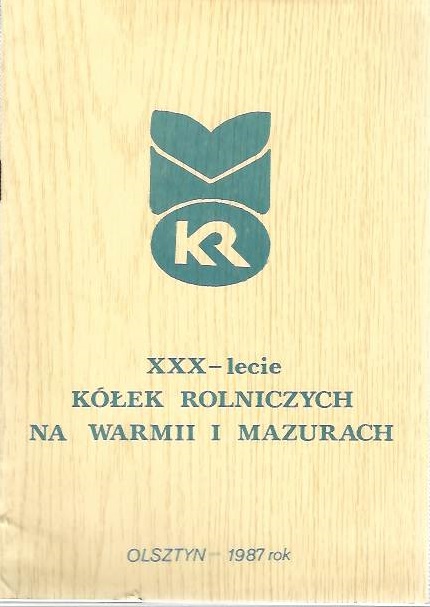 KR
XXX-lecie
KÓŁEK ROLNICZYCH
NA WARMII I MAZURACH
OLSZTYN - 1987 rok